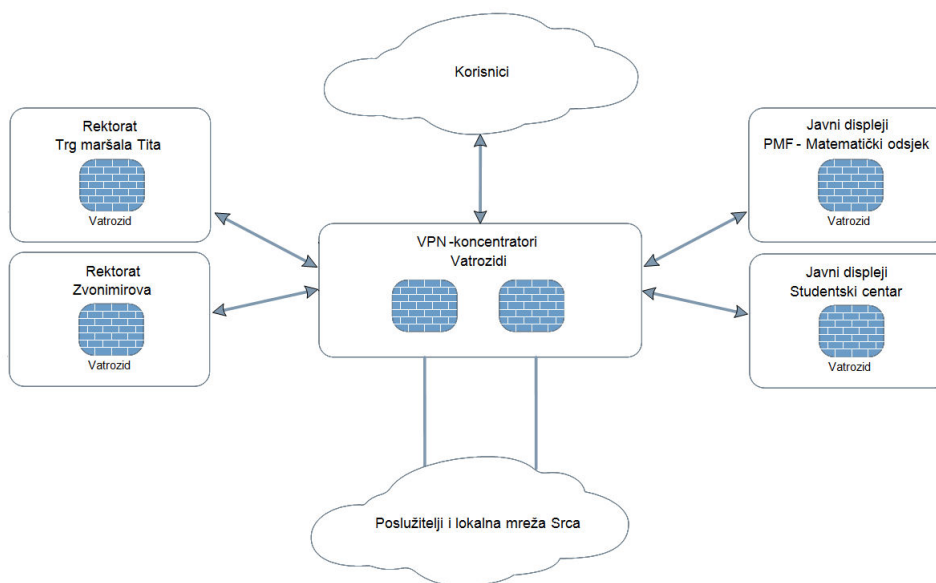 Korisnici
Rektorat
Trg maršala Tita
Vatrozid
Rektorat
Zvonimirova
Vatrozid
VPN-koncentratori
Vatrozidi
Javni displeji
PMF - Matematički odsjek
Vatrozid
Javni displeji
Studentski centar
Vatrozid
Poslužitelji i lokalna mreža Srca